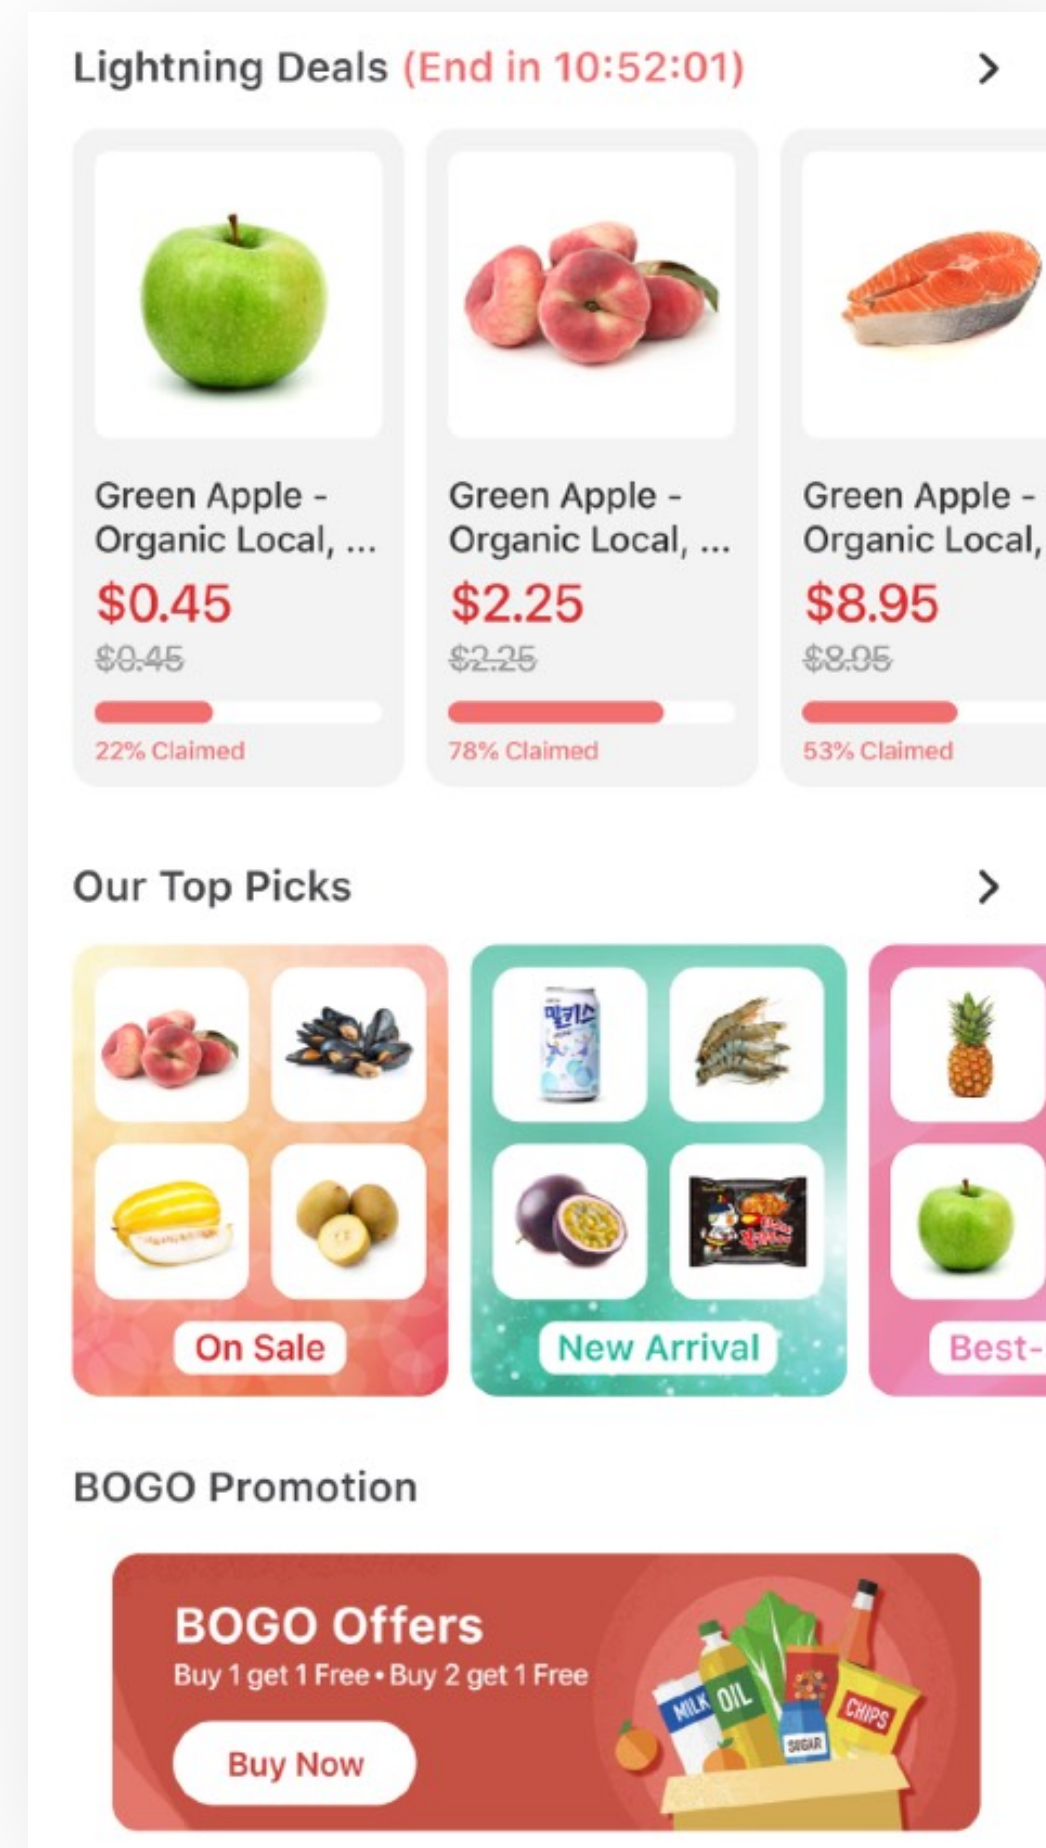 Lightning Deals (End in 10:52:01)
Green Apple -
Organic Local, ...
$0.45
$0.45
22% Claimed
Green Apple -
Organic Local, ...
$2.25
$2.25
78% Claimed
Green Apple -
Organic Local,
$8.95
$8.95
53% Claimed
Our Top Picks
밀키스
On Sale
New Arrival
Best-
BOGO Promotion
BOGO Offers
Buy 1 get 1 Free • Buy 2 get 1 Free
Buy Now
MILK
OIL
SUGAR
CHIPS